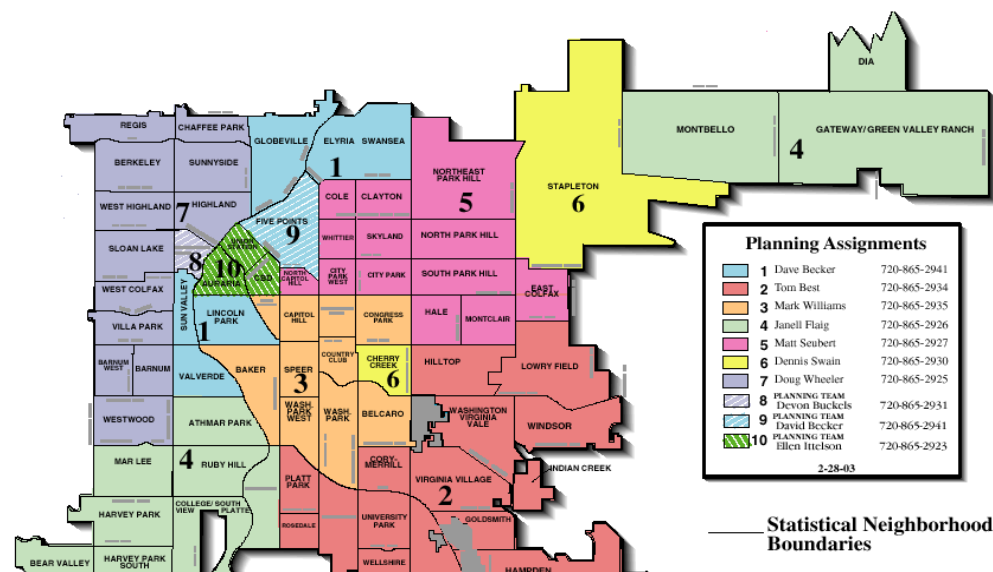 DIA
REGIS
CHAFFEE PARK
GLOBEVILLE
ELYRIA SWANSEA
MONTBELLO
GATEWAY/GREEN VALLEY RANCH
4
BERKELEY
SUNNYSIDE
1
NORTHEAST
PARK HILL
5
STAPLETON
6
WEST HIGHLAND
7
HIGHLAND
FIVE POINTS
9
COLE
CLAYTON
SLOAN LAKE
8
UNION
STATION
10
AURARIA
CBD
NORTH
CAPITOL
HILL
WHITTIER
SKYLAND
NORTH PARK HILL
CITY
PARK
WEST
CITY PARK
SOUTH PARK HILL
EAST
COLFAX
WEST COLFAX
SUN VALLEY
VILLA PARK
1
LINCOLN
PARK
CAPITOL
HILL
CONGRESS
PARK
HALE
MONTCLAIR
BARNUM
WEST
BARNUM
VALVERDE
BAKER
SPEER
3
COUNTRY
CLUB
CHERRY
CREEK
6
HILLTOP
LOWRY FIELD
WESTWOOD
ATHMAR PARK
WASH.
PARK
WEST
WASH.
PARK
BELCARO
WASHINGTON
VIRGINIA
VALE
WINDSOR
MAR LEE
4
RUBY HILL
PLATT
PARK
CORY-
MERRILL
VIRGINIA VILLAGE
2
INDIAN CREEK
HARVEY PARK
COLLEGE/ SOUTH
VIEW PLATTE
ROSEDALE
UNIVERSITY
PARK
GOLDSMITH
BEAR VALLEY
HARVEY PARK
SOUTH
WELLSHIRE
HAMPDEN
Planning Assignments
1 Dave Becker 720-865-2941
2 Tom Best 720-865-2934
3 Mark Williams 720-865-2935
4 Janell Flaig 720-865-2926
5 Matt Seubert 720-865-2927
6 Dennis Swain 720-865-2930
7 Doug Wheeler 720-865-2925
8 PLANNING TEAM
Devon Buckels 720-865-2931
9 PLANNING TEAM
David Becker 720-865-2941
10 PLANNING TEAM
Ellen Ittelson 720-865-2923
2-28-03
Statistical Neighborhood
Boundaries